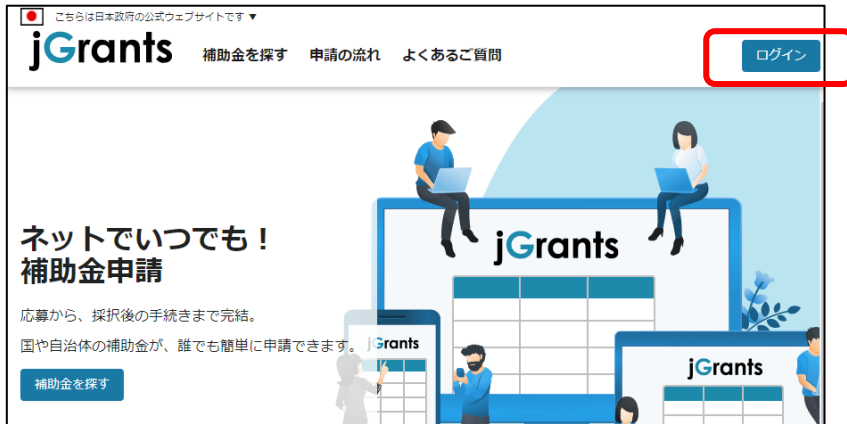 こちらは日本政府の公式ウェブサイトです ▼
jGrants 補助金を探す 申請の流れ よくあるご質問 ログイン
ネットでいつでも！
補助金申請
応募から、採択後の手続きまで完結。
国や自治体の補助金が、誰でも簡単に申請できます。
補助金を探す
jGrants
jGrants
jGrants